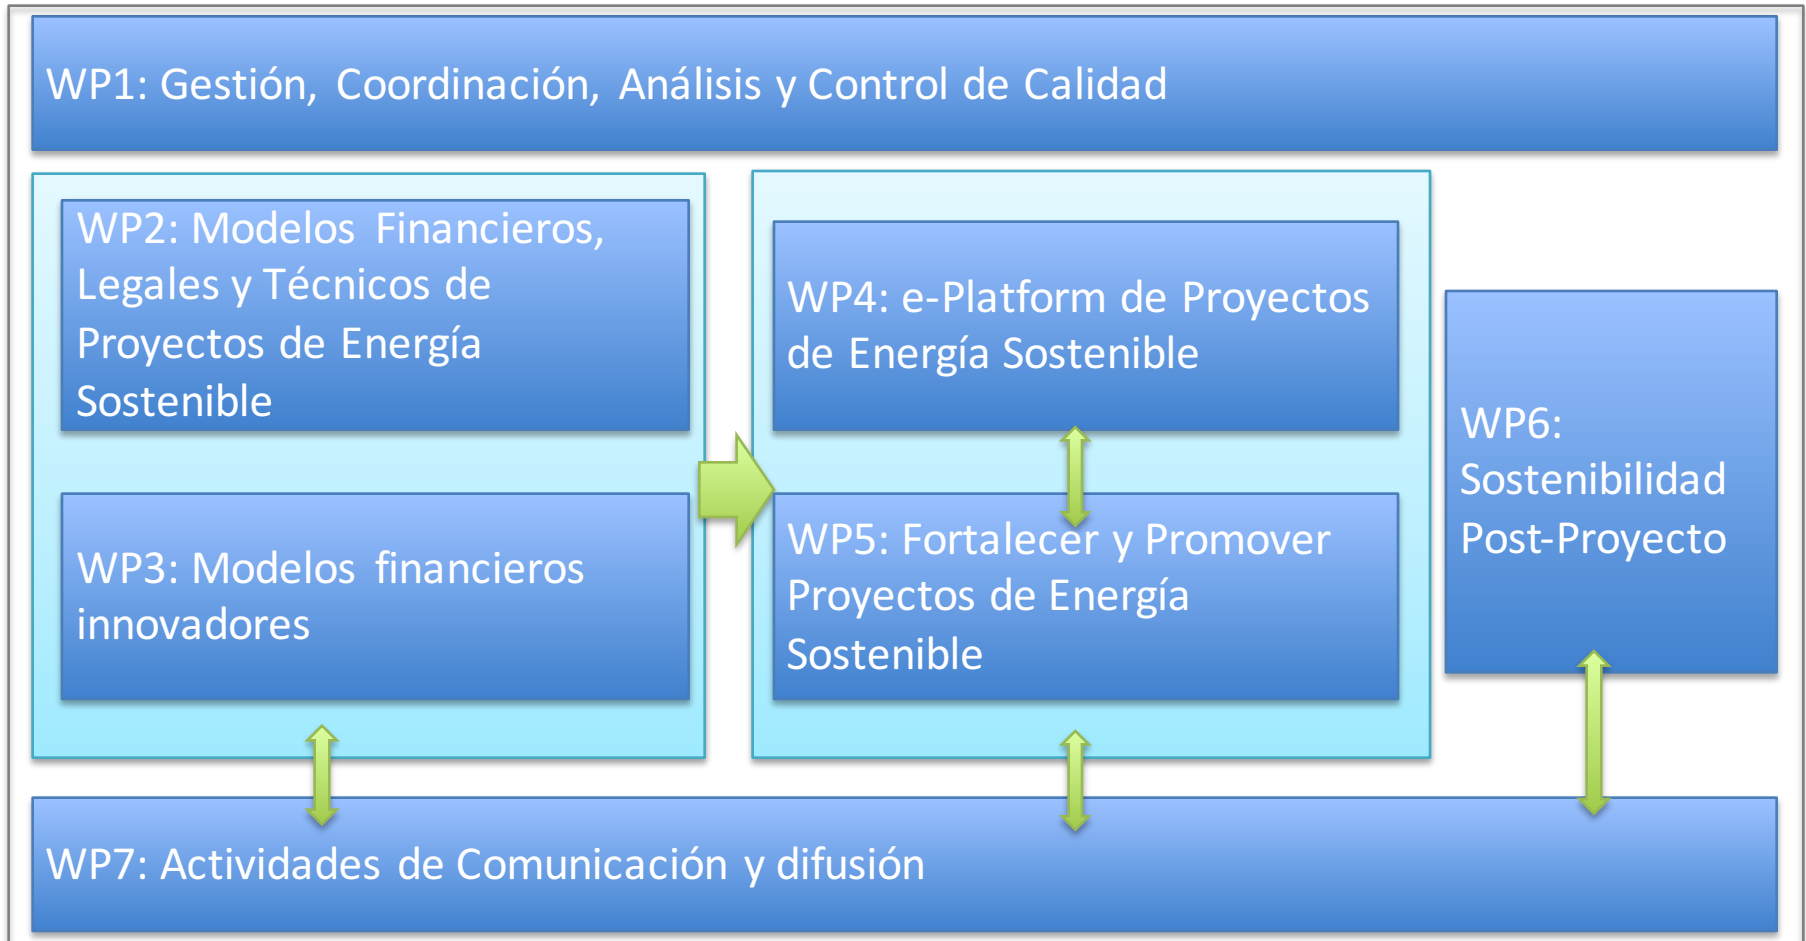 WP1: Gestión, Coordinación, Análisis y Control de Calidad
WP2: Modelos Financieros,
Legales y Técnicos de
Proyectos de Energía
Sostenible
WP3: Modelos financieros
innovadores
WP4: e-Platform de Proyectos
de Energía Sostenible
WP5: Fortalecer y Promover
Proyectos de Energía
Sostenible
WP6:
Sostenibilidad
Post-Proyecto
WP7: Actividades de Comunicación y difusión